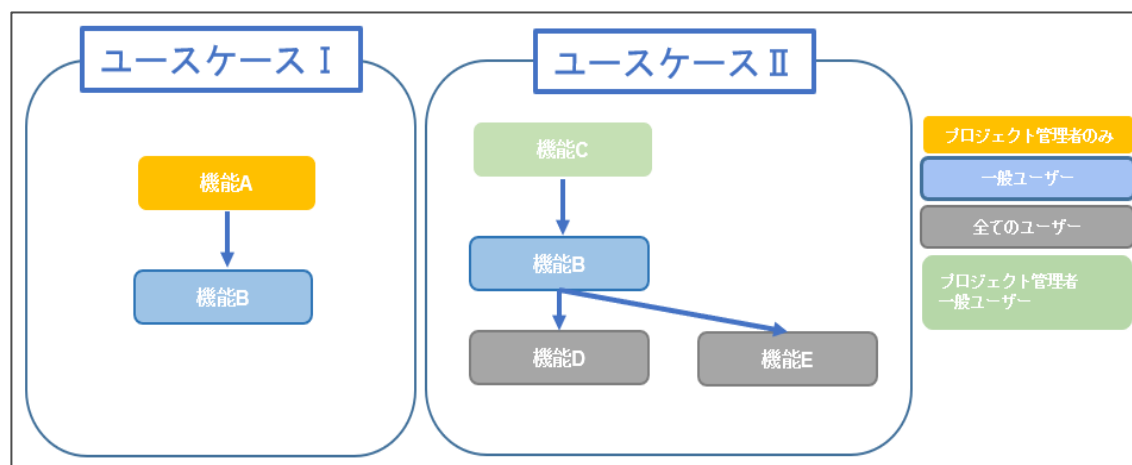 ユースケースⅠ
機能A
機能B
ユースケースⅡ
機能C
機能B
機能D
機能E
プロジェクト管理者のみ
一般ユーザー
全てのユーザー
プロジェクト管理者
一般ユーザー